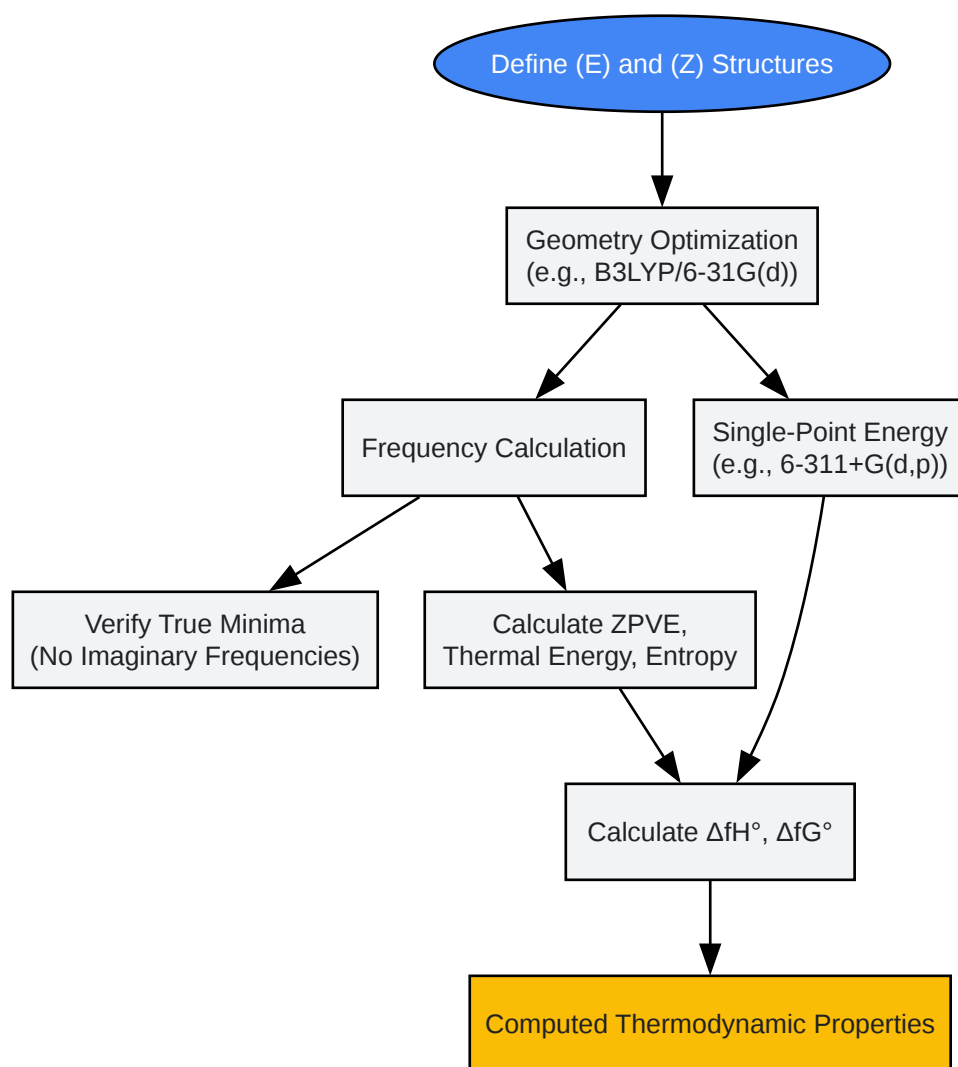 Define (E) and (Z) Structures
Geometry Optimization
(e.g., B3LYP/6-31G(d))
Frequency Calculation
Single-Point Energy
(e.g., 6-311+G(d,p))
Verify True Minima
(No Imaginary Frequencies)
Calculate ZPVE,
Thermal Energy, Entropy
Calculate ΔfH°, ΔfG°
Computed Thermodynamic Properties